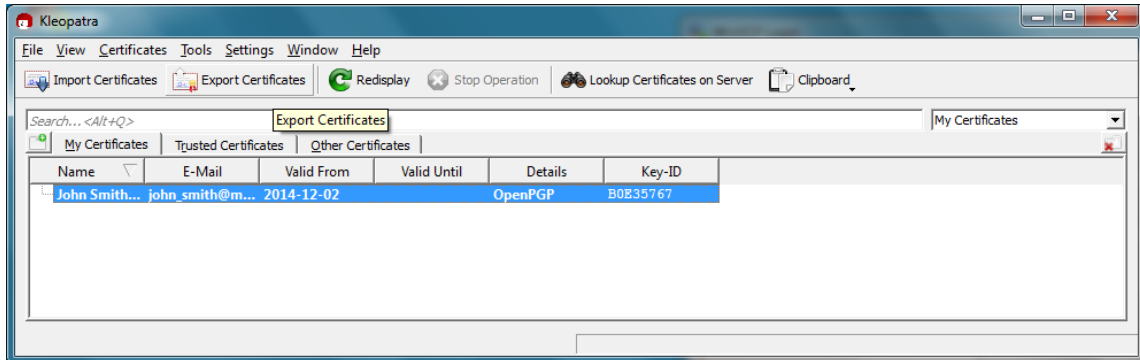 Kleopatra
File View Certificates Tools Settings Window Help
Import Certificates Export Certificates Redisplay Stop Operation Lookup Certificates on Server Clipboard
Search...<Alt+Q> Export Certificates My Certificates
My Certificates Trusted Certificates Other Certificates
Name E-Mail Valid From Valid Until Details Key-ID
John Smith... john_smith@m... 2014-12-02 OpenPGP B0E35767